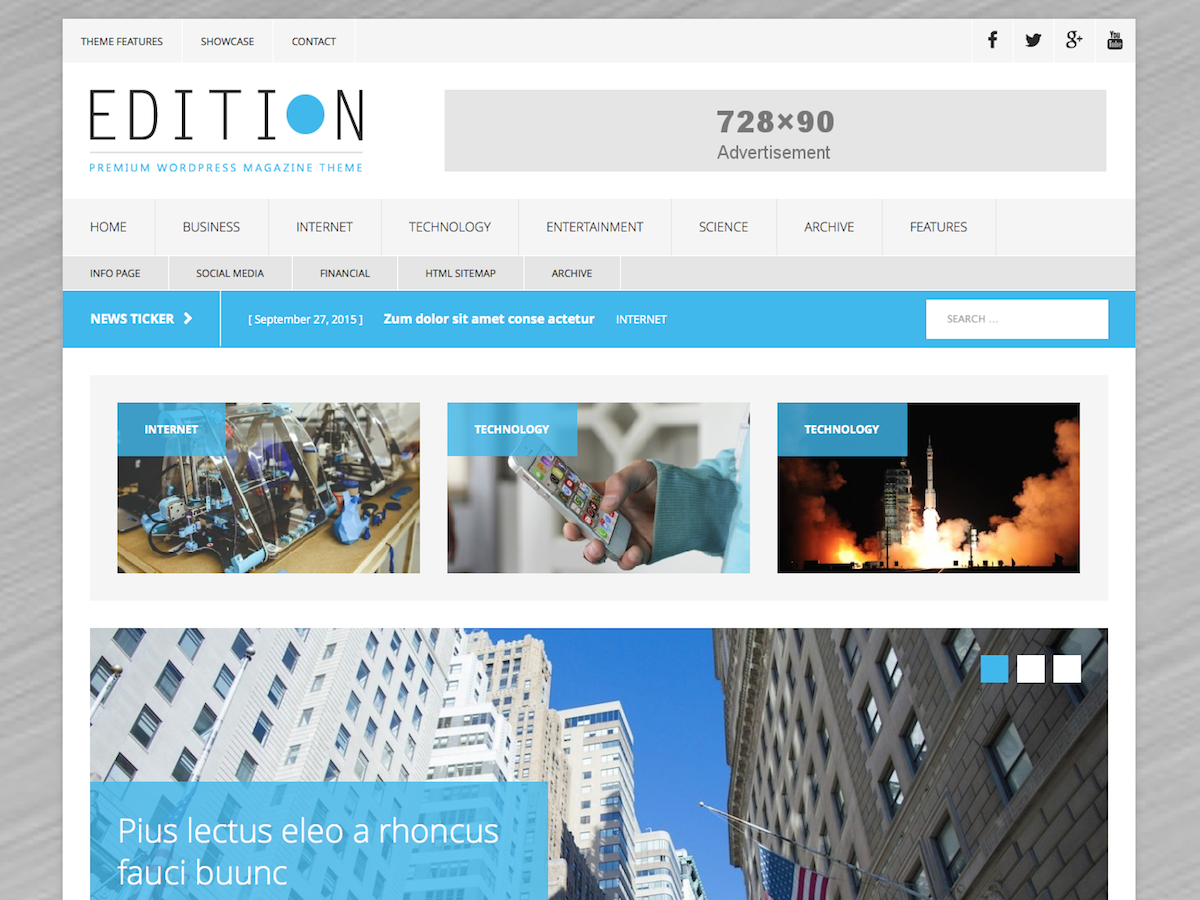 THEME FEATURES
SHOWCASE
CONTACT
You
Tube
EDITION
PREMIUM WORDPRESS MAGAZINE THEME
728×90
Advertisement
HOME
BUSINESS
INTERNET
TECHNOLOGY
ENTERTAINMENT
SCIENCE
ARCHIVE
FEATURES
INFO PAGE
SOCIAL MEDIA
FINANCIAL
HTML SITEMAP
ARCHIVE
NEWS TICKER
[ September 27, 2015 ] Zum dolor sit amet conse actetur INTERNET
SEARCH ...
INTERNET
TECHNOLOGY
TECHNOLOGY
Pius lectus eleo a rhoncus
fauci buunc